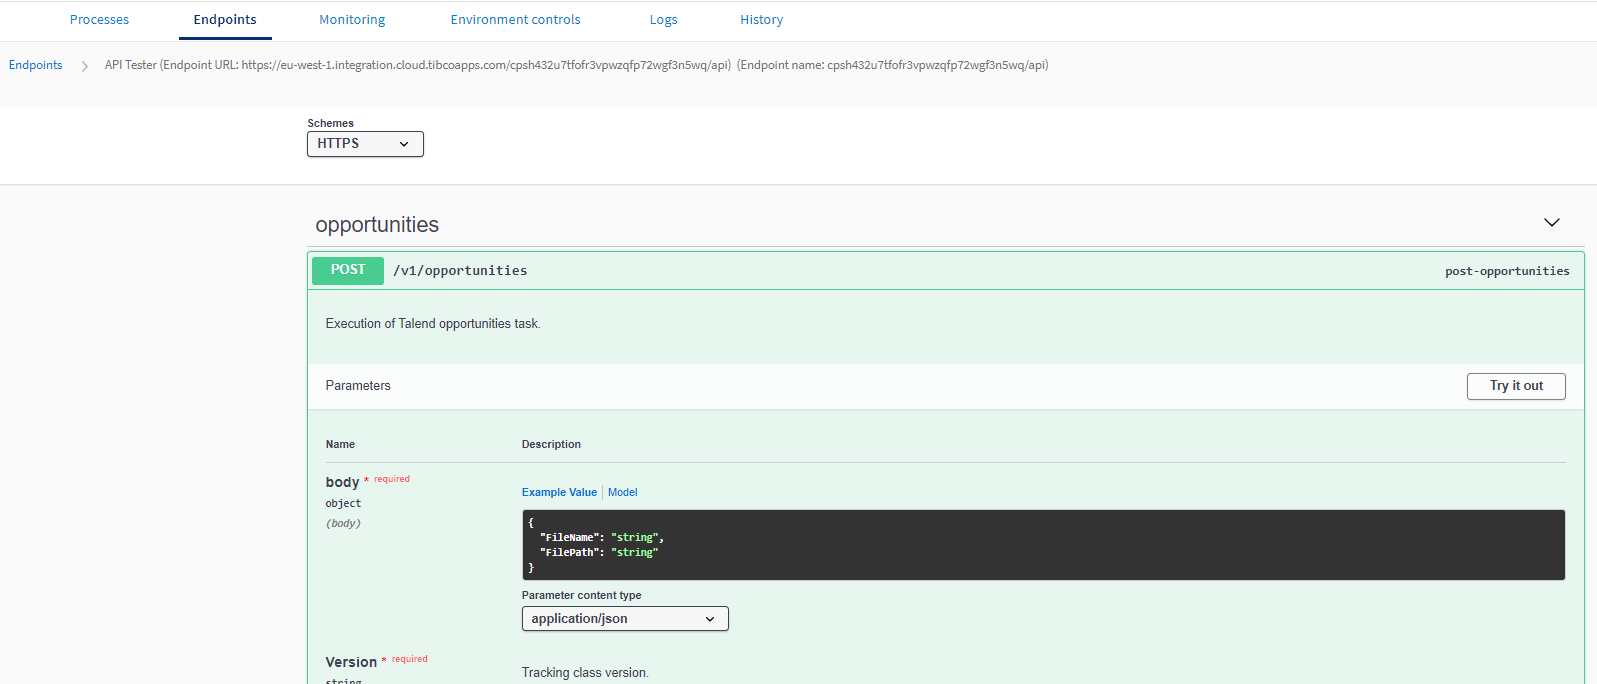 Processes Endpoints Monitoring Environment controls Logs History
Endpoints API Tester (Endpoint URL: https://eu-west-1.integration.cloud.tibcoapps.com/cpsh432u7tfofr3vpwzqfp72wgf3n5wq/api) (Endpoint name: cpsh432u7tfofr3vpwzqfp72wgf3n5wq/api)
Schemes
HTTPS
opportunities
POST /v1/opportunities post-opportunities
Execution of Talend opportunities task.
Parameters Try it out
Name Description
body * required
object
(body)
Example Value Model
{
"FileName": "string",
"FilePath": "string"
}
Parameter content type
application/json
Version * required
string
Tracking class version.